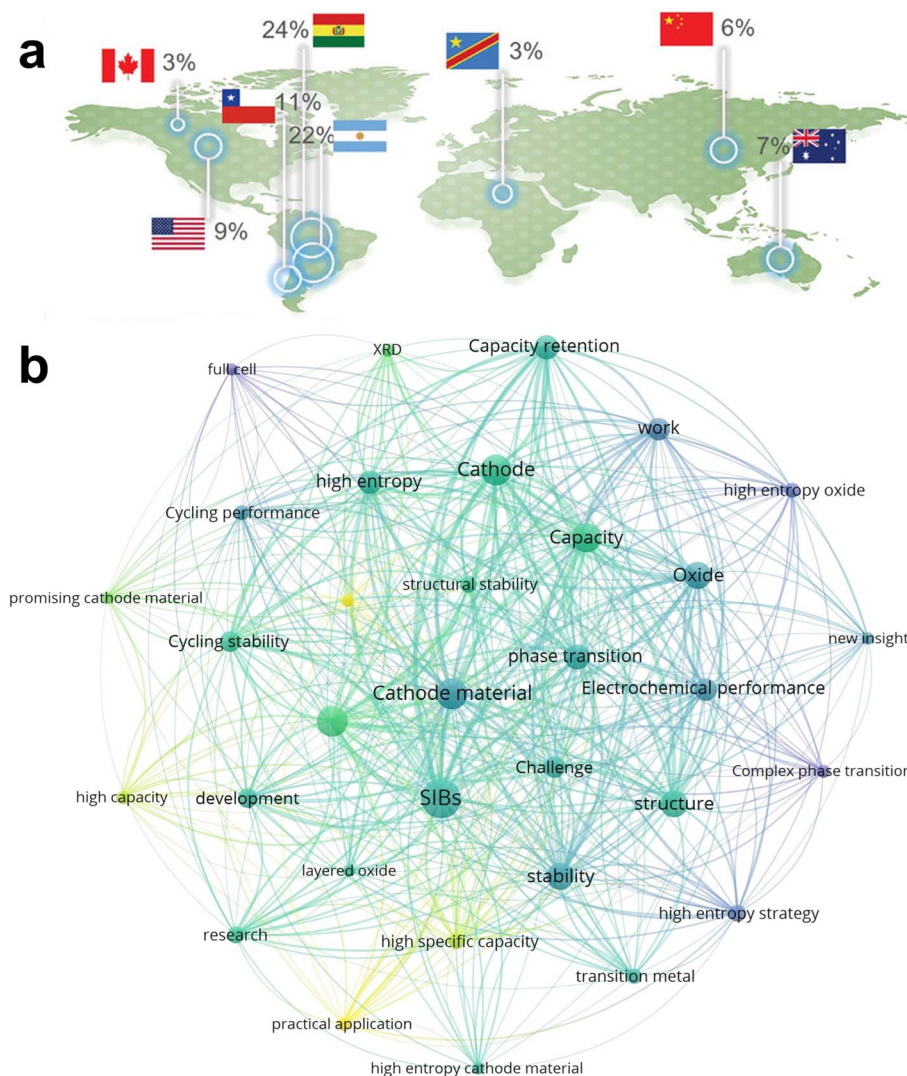 a
24%
3%
3%
6%
11%
22%
7%
9%
b
XRD
Capacity retention
full cell
work
Cathode
high entropy
high entropy oxide
Cycling performance
Capacity
Oxide
structural stability
promising cathode material
Cycling stability
new insight
phase transition
Cathode material
Electrochemical performance
Challenge
Complex phase transition
high capacity
development
SIBs
structure
layered oxide
stability
high entropy strategy
research
high specific capacity
transition metal
practical application
high entropy cathode material